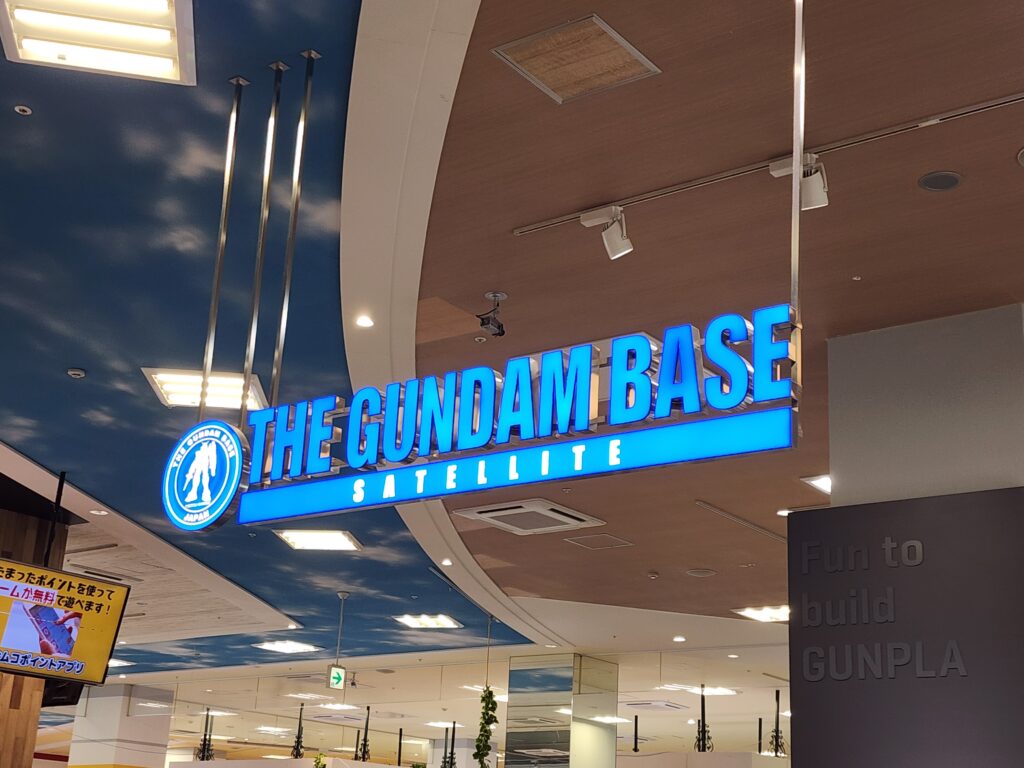 THE GUNDAM BASE
SATELLITE
THE GUNDAM BASE
JAPAN
Fun to
build
GUNPLA
たまったポイントを使って
ームが無料で遊べます！
ムコポイントアプリ